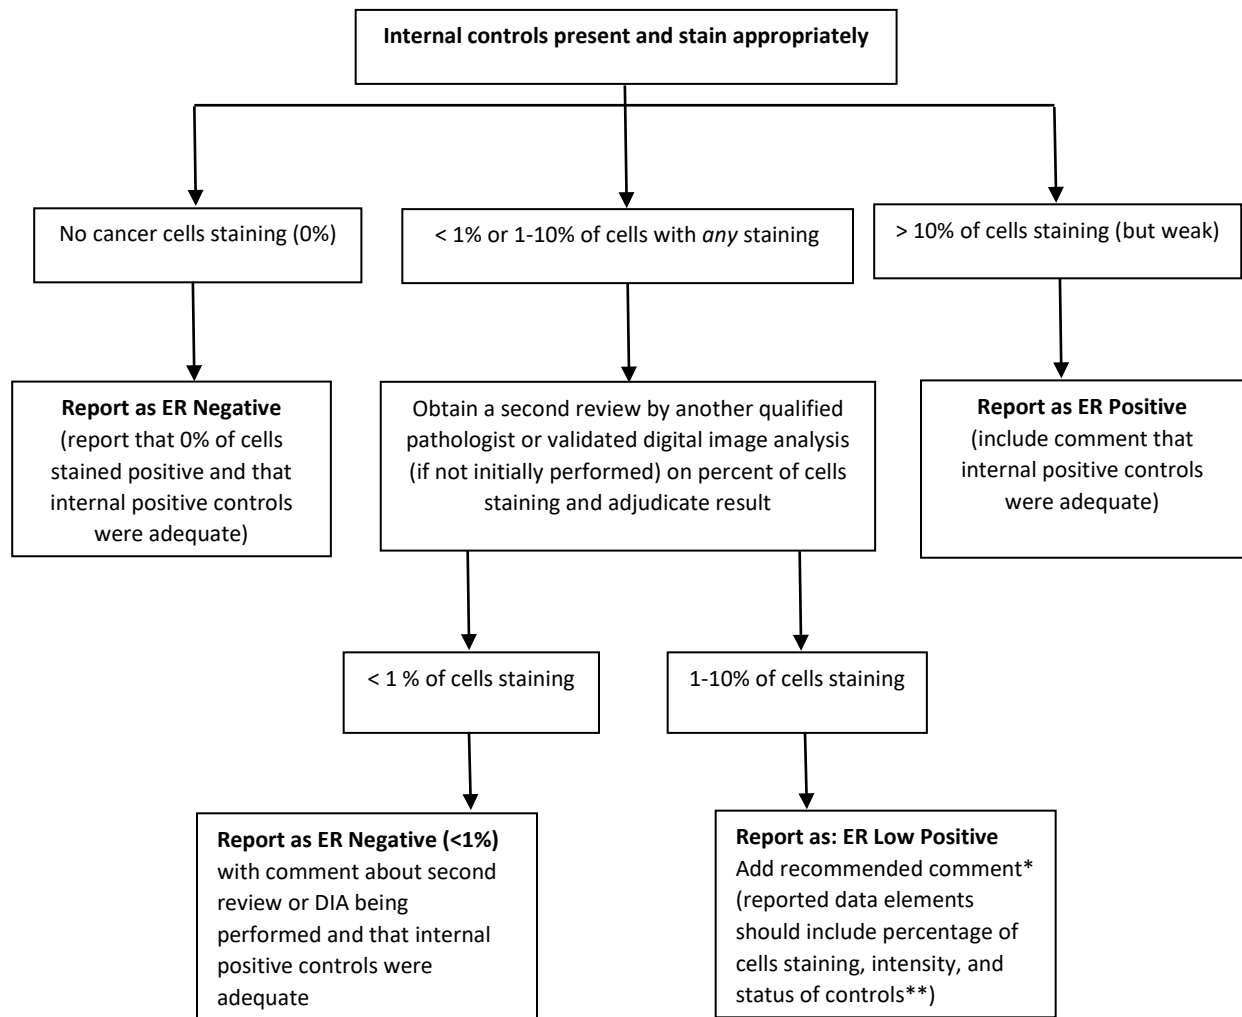 Internal controls present and stain appropriately
No cancer cells staining (0%)
< 1% or 1-10% of cells with any staining
> 10% of cells staining (but weak)
Report as ER Negative
(report that 0% of cells
stained positive and that
internal positive controls
were adequate)
Obtain a second review by another qualified
pathologist or validated digital image analysis
(if not initially performed) on percent of cells
staining and adjudicate result
Report as ER Positive
(include comment that
internal positive controls
were adequate)
< 1 % of cells staining
1-10% of cells staining
Report as ER Negative (<1%)
with comment about second
review or DIA being
performed and that internal
positive controls were
adequate
Report as: ER Low Positive
Add recommended comment*
(reported data elements
should include percentage of
cells staining, intensity, and
status of controls**)